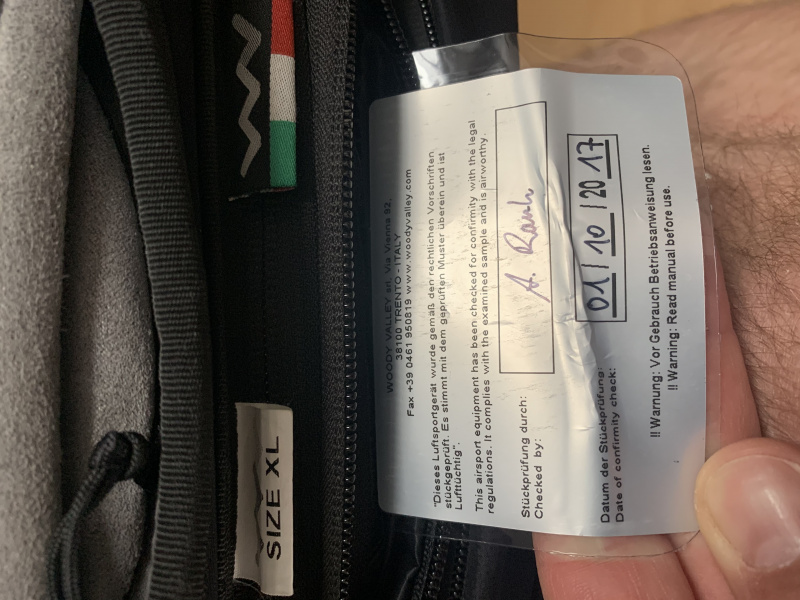 WOODY VALLEY srl, Via Vienna 92,
38100 TRENTO - ITALY
Fax +39 0461 950819 www.woodyvalley.com
"Dieses Luftsportgerät wurde gemäß den rechtlichen Vorschriften
stückgeprüft. Es stimmt mit dem geprüften Muster überein und ist
Lufttüchtig".
This airsport equipment has been checked for confirmity with the legal
regulations. It complies with the examined sample and is airworthy.
Stückprüfung durch:
Checked by:
Datum der Stückprüfung:
Date of confirmity check:
01 / 10 / 20 17
!! Warnung: Vor Gebrauch Betriebsanweisung lesen.
!! Warning: Read manual before use.
SIZE XL